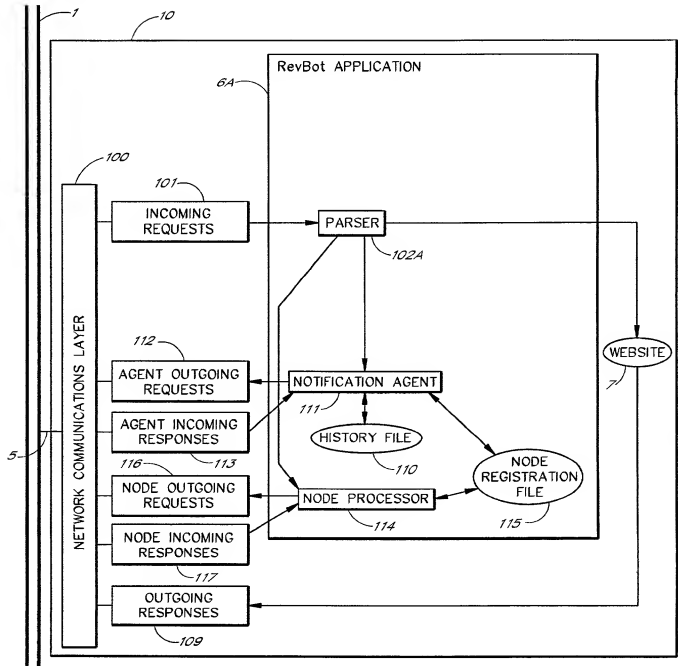 1
10
6A
RevBot APPLICATION
100
101
INCOMING
REQUESTS
PARSER
102A
NETWORK COMMUNICATIONS LAYER
112
AGENT OUTGOING
REQUESTS
NOTIFICATION AGENT
111
WEBSITE
7
AGENT INCOMING
RESPONSES
113
HISTORY FILE
110
5
116
NODE OUTGOING
REQUESTS
NODE PROCESSOR
114
NODE
REGISTRATION
FILE
115
NODE INCOMING
RESPONSES
117
OUTGOING
RESPONSES
109